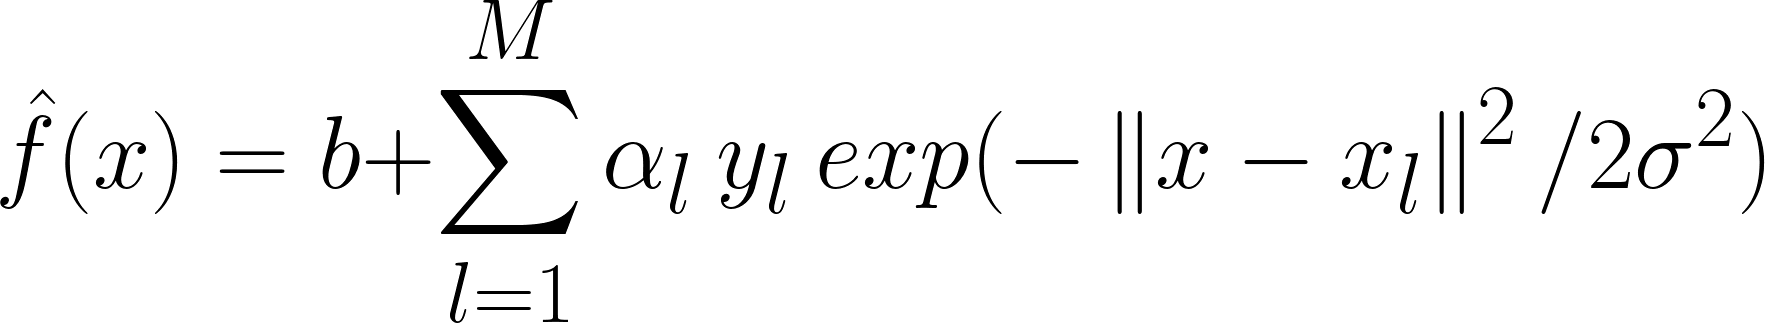 f̂(x) = b+∑_{l=1}^{M} α_l y_l exp(− ‖x − x_l‖² /2σ²)